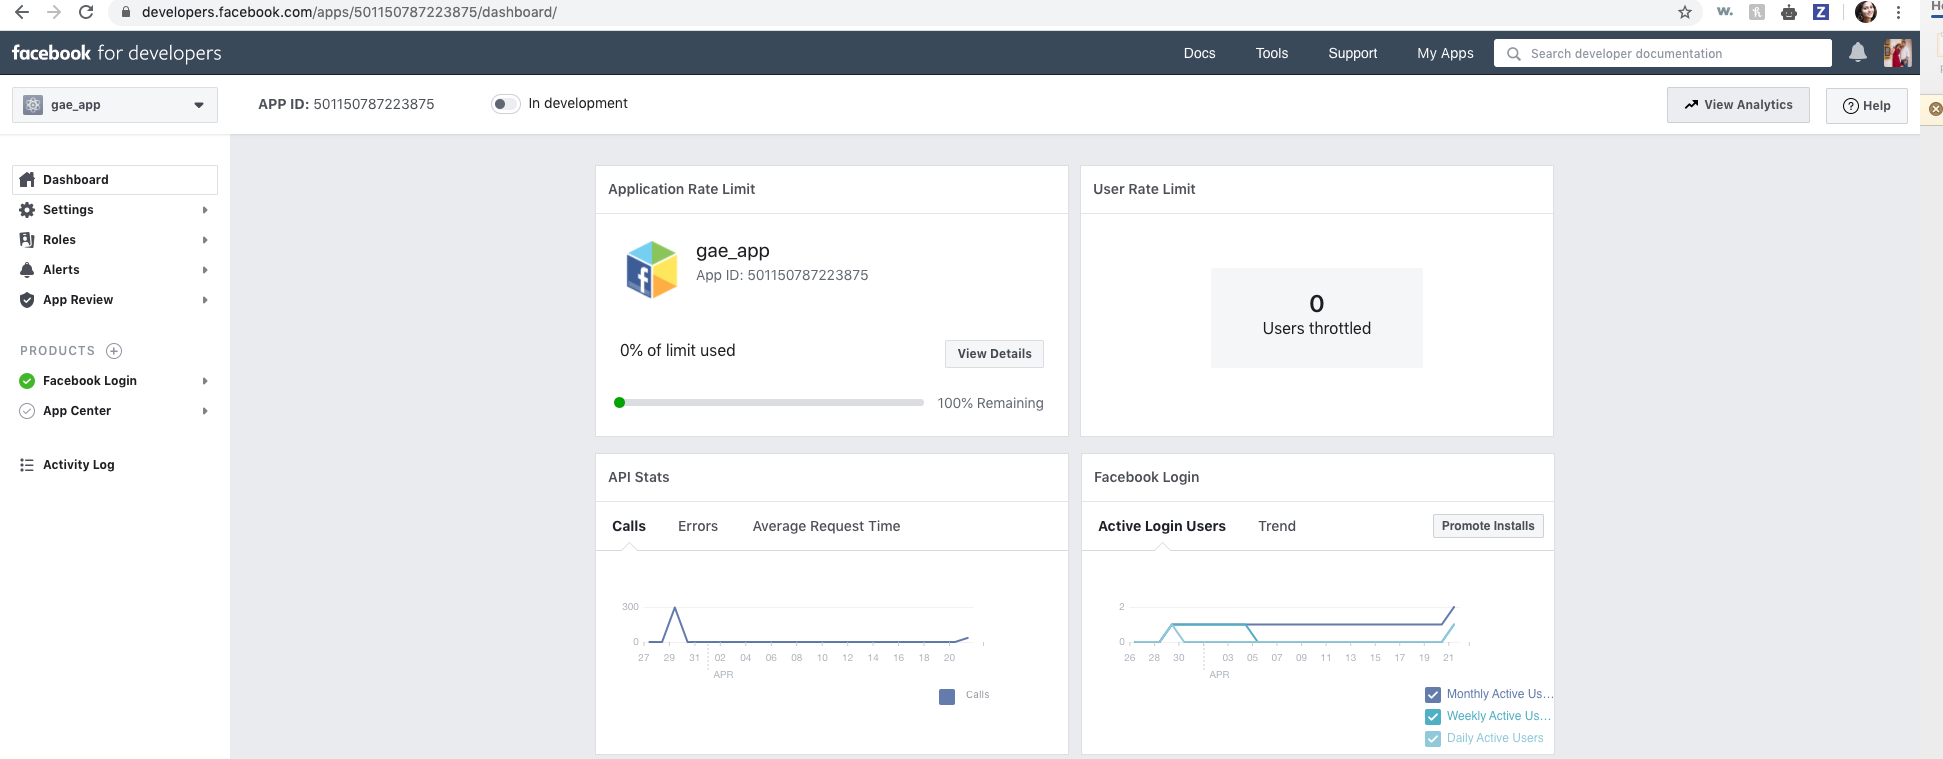 developers.facebook.com/apps/501150787223875/dashboard/
w. h Z
facebook for developers
Docs Tools Support My Apps Search developer documentation
gae_app
APP ID: 501150787223875
In development
View Analytics
? Help
Dashboard
Settings
Roles
Alerts
App Review
PRODUCTS
Facebook Login
App Center
Activity Log
Application Rate Limit
gae_app
App ID: 501150787223875
0% of limit used
View Details
100% Remaining
User Rate Limit
0
Users throttled
API Stats
Calls Errors Average Request Time
300
0
27 29 31 02 04 06 08 10 12 14 16 18 20
APR
Calls
Facebook Login
Active Login Users Trend Promote Installs
2
0
26 28 30 03 05 07 09 11 13 15 17 19 21
APR
Monthly Active Us...
Weekly Active Us...
Daily Active Users